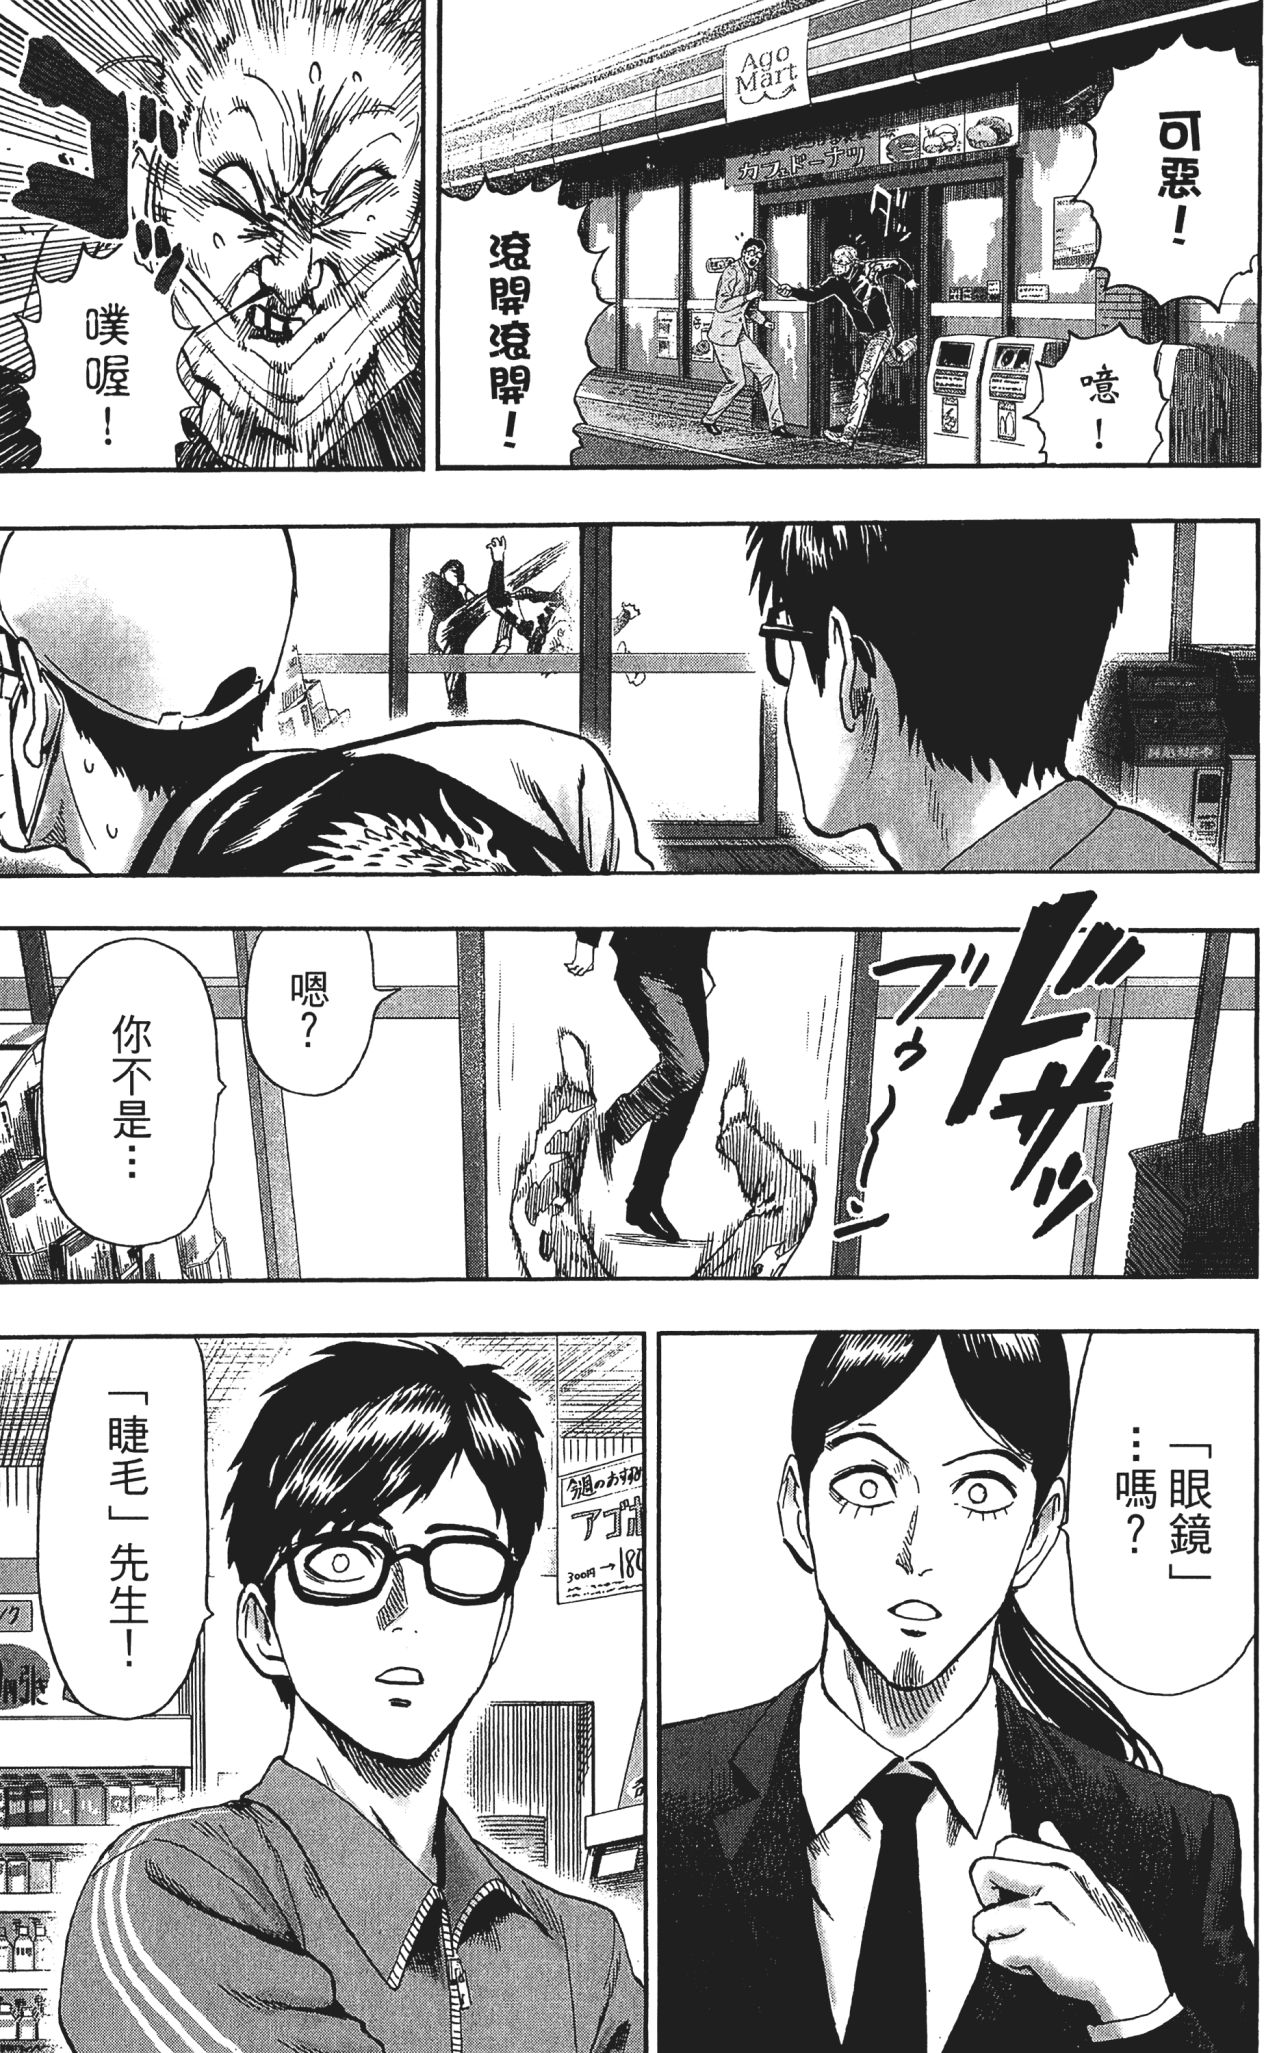 Ago
Mart
カフェドーナツ
可惡！
噫！
滾開滾開！
噗喔！
ドサッ
ブゥ〜ン
嗯？
你不是…
「眼鏡」
…嗎？
今週のおすすめ
アゴホ
300円→180
「睫毛」先生！